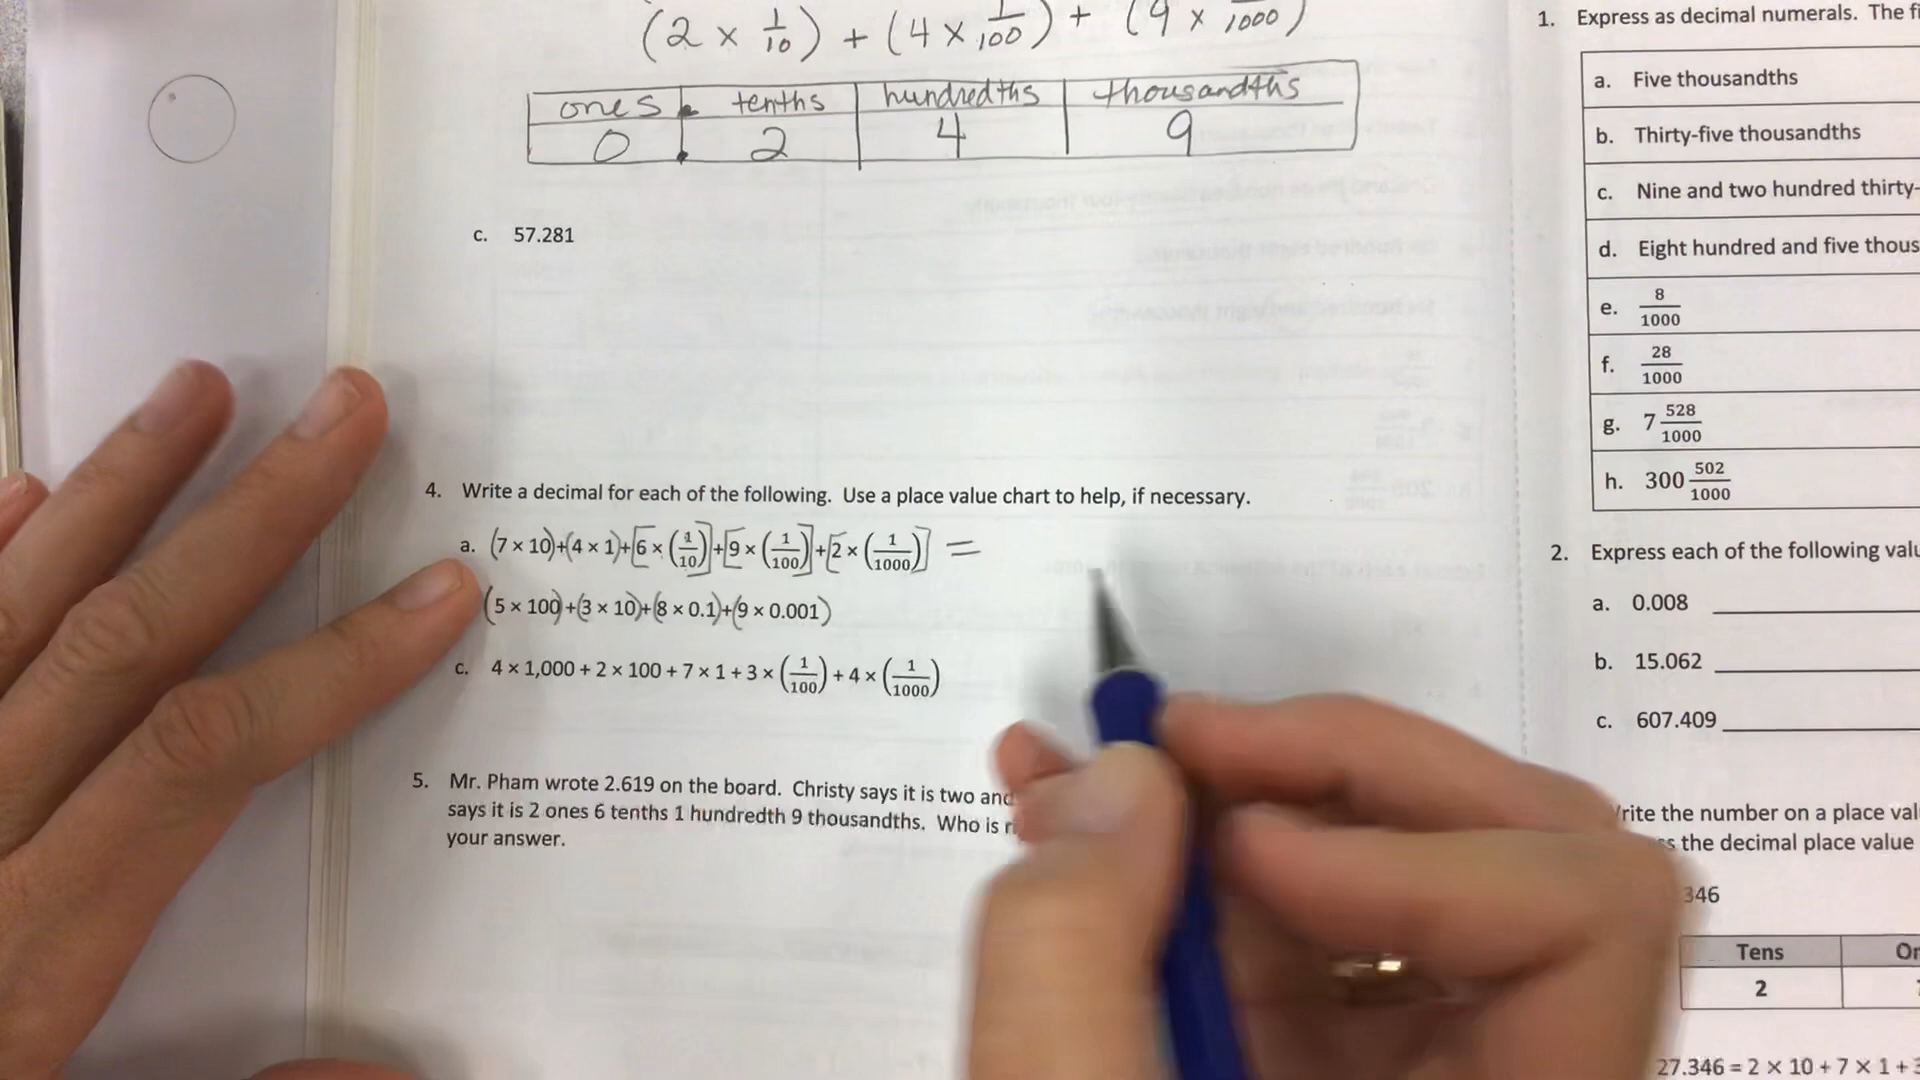 (2 × 1/10) + (4 × 1/100) + (9 × 1/1000)
ones . tenths hundredths thousandths
0 . 2 4 9
c. 57.281
4. Write a decimal for each of the following. Use a place value chart to help, if necessary.
a. (7 × 10)+(4 × 1)+[6 × (1/10)]+[9 × (1/100)]+[2 × (1/1000)] =
(5 × 100)+(3 × 10)+(8 × 0.1)+(9 × 0.001)
c. 4 × 1,000 + 2 × 100 + 7 × 1 + 3 × (1/100) + 4 × (1/1000)
5. Mr. Pham wrote 2.619 on the board. Christy says it is two and
says it is 2 ones 6 tenths 1 hundredth 9 thousandths. Who is
your answer.
1. Express as decimal numerals. The
a. Five thousandths
b. Thirty-five thousandths
c. Nine and two hundred thirty-
d. Eight hundred and five thous
e. 8/1000
f. 28/1000
g. 7 528/1000
h. 300 502/1000
2. Express each of the following valu
a. 0.008
b. 15.062
c. 607.409
rite the number on a place val
the decimal place value
346
Tens
2
27.346 = 2 × 10 + 7 × 1 +